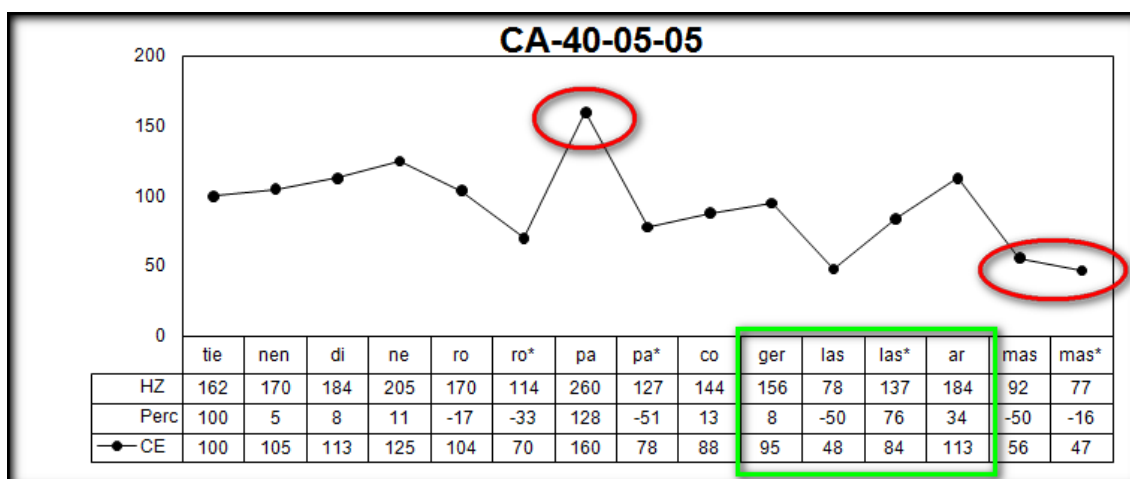 CA-40-05-05
200
150
100
50
0
tie nen di ne ro ro* pa pa* co ger las las* ar mas mas*
HZ 162 170 184 205 170 114 260 127 144 156 78 137 184 92 77
Perc 100 5 8 11 -17 -33 128 -51 13 8 -50 76 34 -50 -16
CE 100 105 113 125 104 70 160 78 88 95 48 84 113 56 47